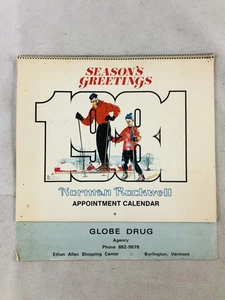 SEASON'S
GREETINGS
1981
Norman Rockwell
APPOINTMENT CALENDAR
GLOBE DRUG
Agency
Phone 862-9878
Ethan Allen Shopping Center :: Burlington, Vermont